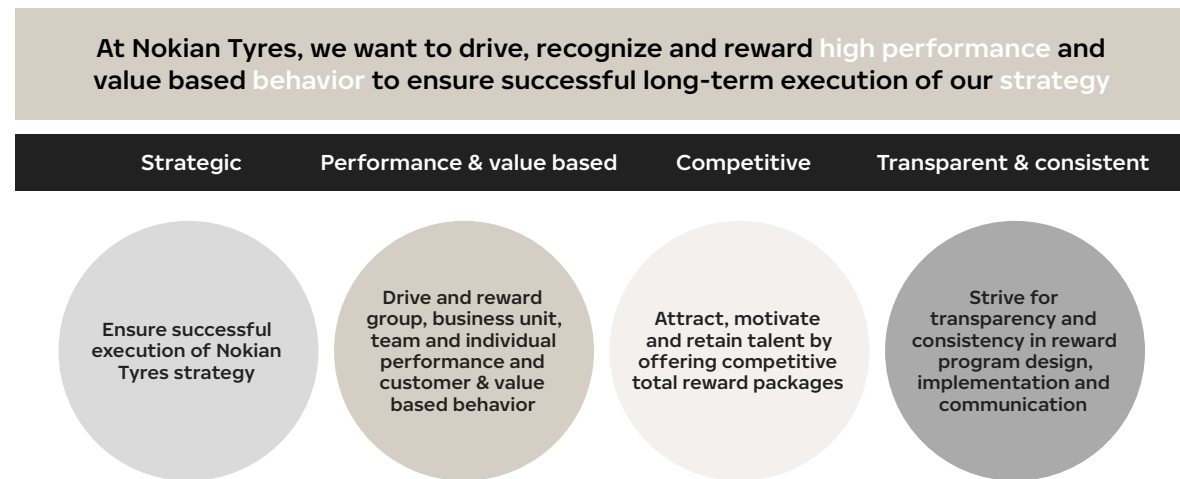 At Nokian Tyres, we want to drive, recognize and reward high performance and
value based behavior to ensure successful long-term execution of our strategy
Strategic
Performance & value based
Competitive
Transparent & consistent
Ensure successful
execution of Nokian
Tyres strategy
Drive and reward
group, business unit,
team and individual
performance and
customer & value
based behavior
Attract, motivate
and retain talent by
offering competitive
total reward packages
Strive for
transparency and
consistency in reward
program design,
implementation and
communication